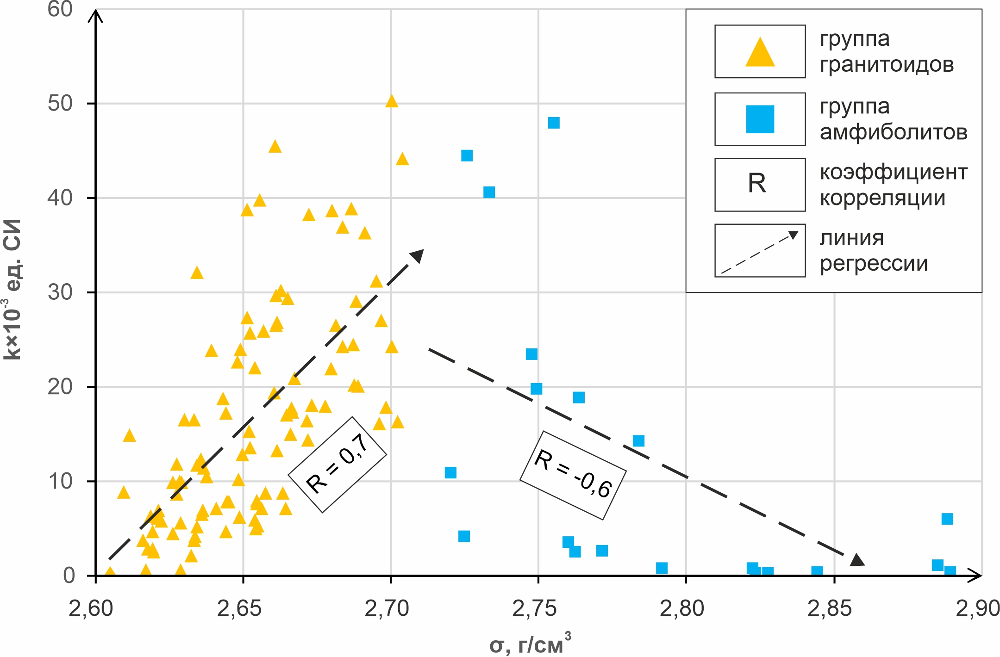 60
50
40
30
20
10
0
k×10⁻³ ед. СИ
2,60
2,65
2,70
2,75
2,80
2,85
2,90
σ, г/см³
R = 0,7
R = -0,6
группа
гранитоидов
группа
амфиболитов
R
коэффициент
корреляции
линия
регрессии